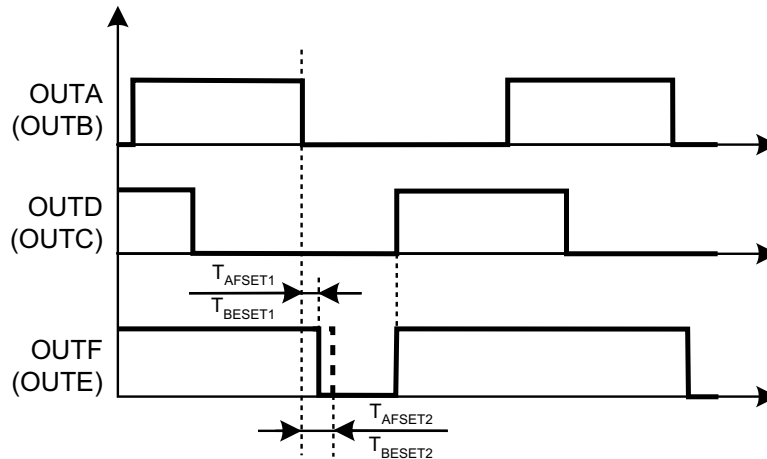 OUTA
(OUTB)
OUTD
(OUTC)
TAFSET1
TBESET1
OUTF
(OUTE)
TAFSET2
TBESET2